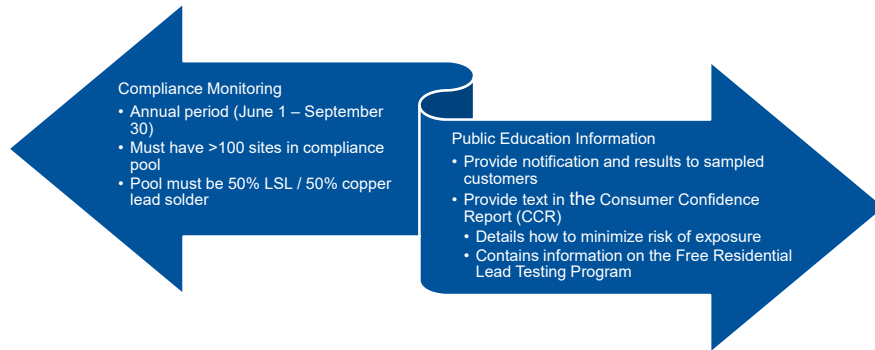 Compliance Monitoring
• Annual period (June 1 – September
30)
• Must have >100 sites in compliance
pool
• Pool must be 50% LSL / 50% copper
lead solder
Public Education Information
• Provide notification and results to sampled
customers
• Provide text in the Consumer Confidence
Report (CCR)
• Details how to minimize risk of exposure
• Contains information on the Free Residential
Lead Testing Program